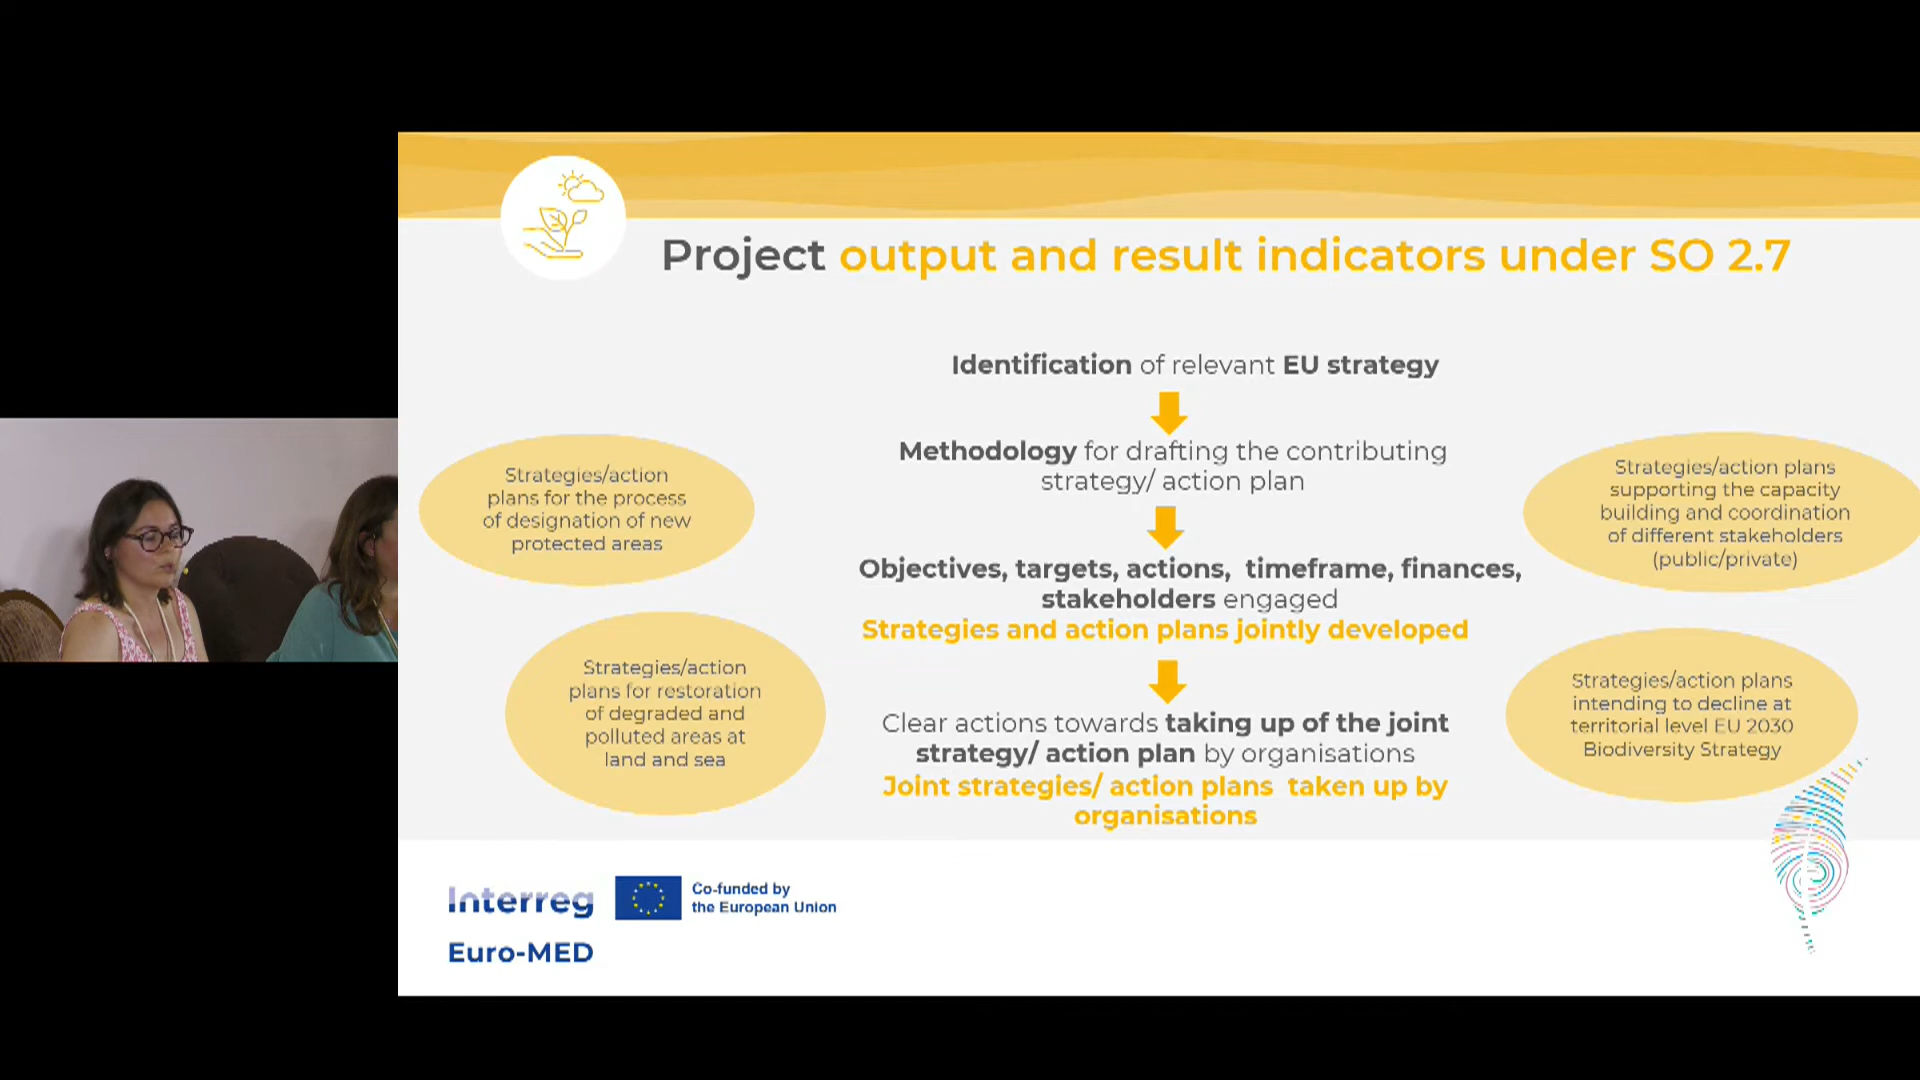 Project output and result indicators under SO 2.7
Identification of relevant EU strategy
Methodology for drafting the contributing
strategy/ action plan
Objectives, targets, actions, timeframe, finances,
stakeholders engaged
Strategies and action plans jointly developed
Clear actions towards taking up of the joint
strategy/ action plan by organisations
Joint strategies/ action plans taken up by
organisations
Strategies/action
plans for the process
of designation of new
protected areas
Strategies/action
plans for restoration
of degraded and
polluted areas at
land and sea
Strategies/action plans
supporting the capacity
building and coordination
of different stakeholders
(public/private)
Strategies/action plans
intending to decline at
territorial level EU 2030
Biodiversity Strategy
Interreg
Co-funded by
the European Union
Euro-MED